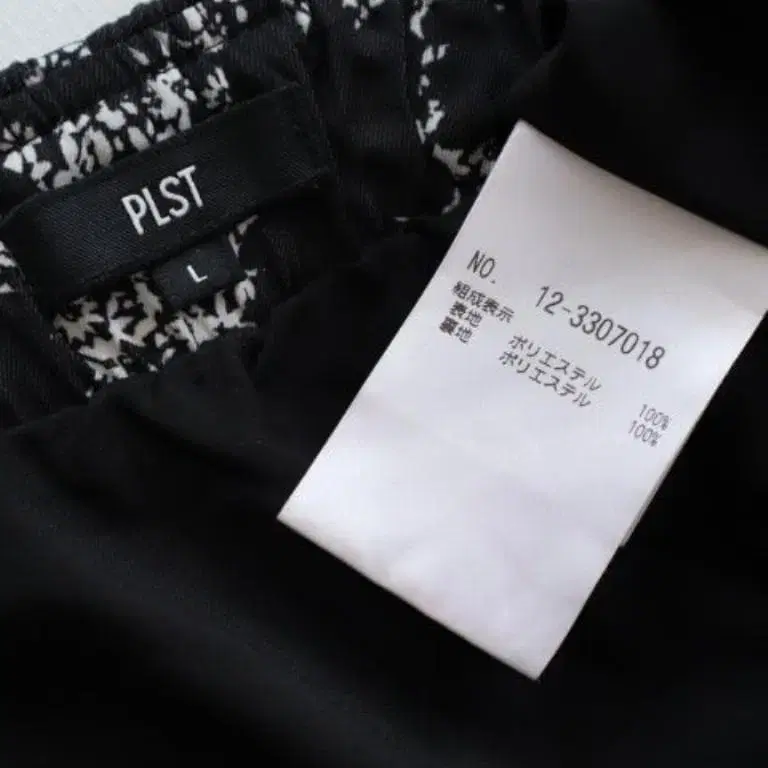 PLST
L
NO. 12-3307018
組成表示
表地 ポリエステル 100%
裏地 ポリエステル 100%